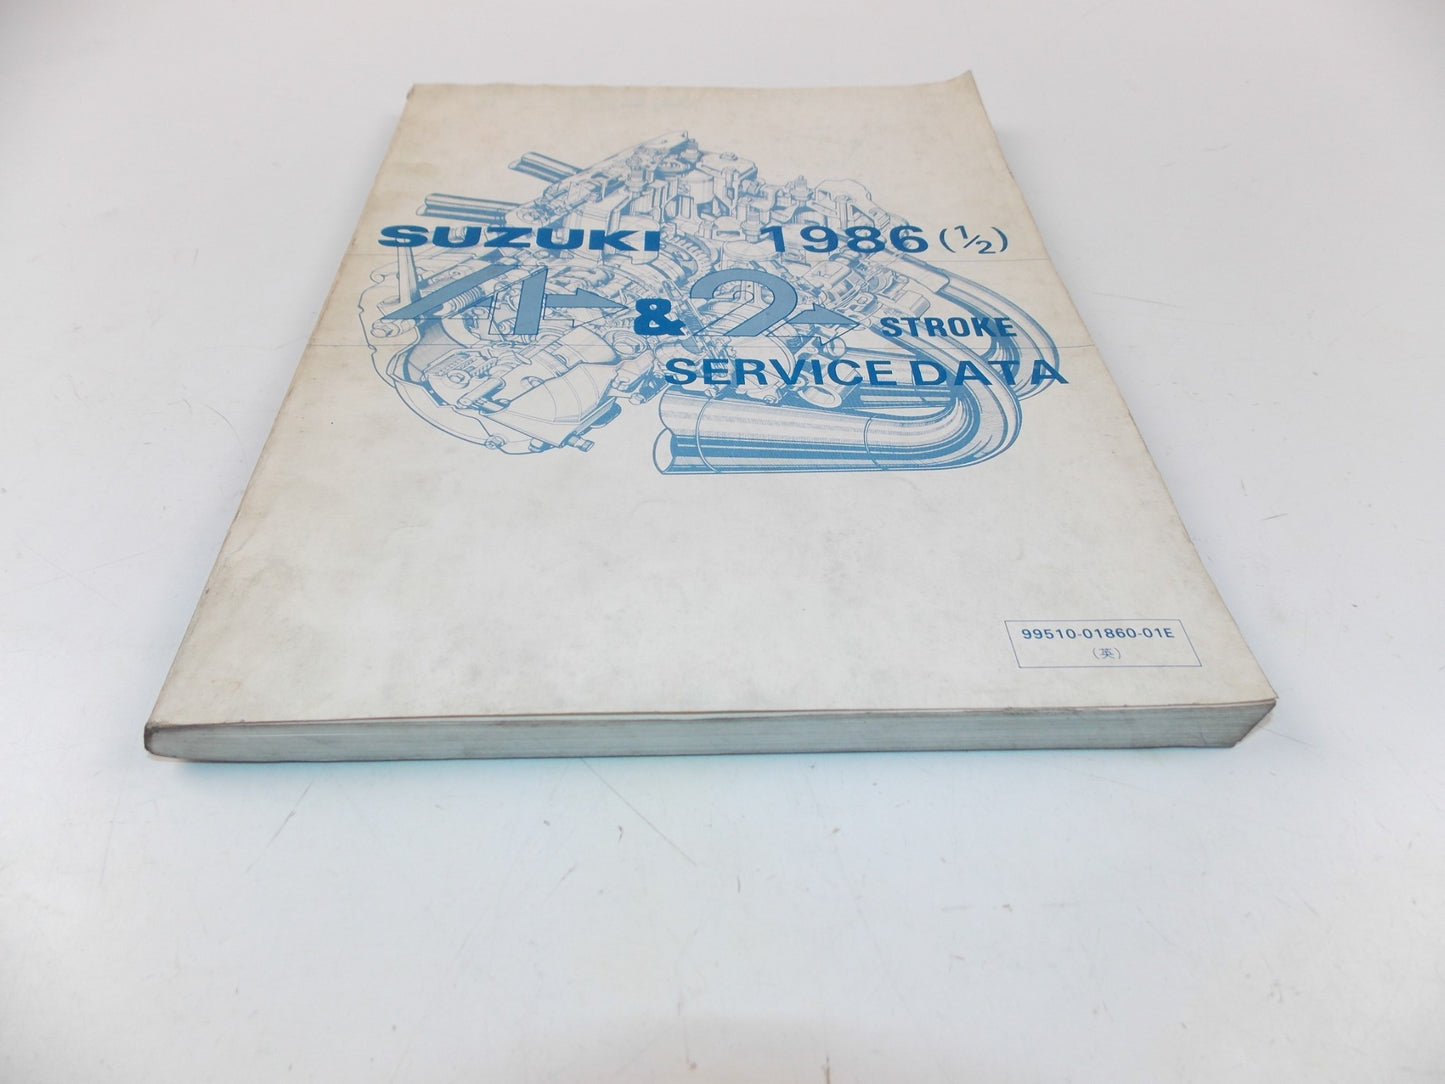 SUZUKI 1986 (1/2)
4 & 2 STROKE
SERVICE DATA
99510-01860-01E
(英)